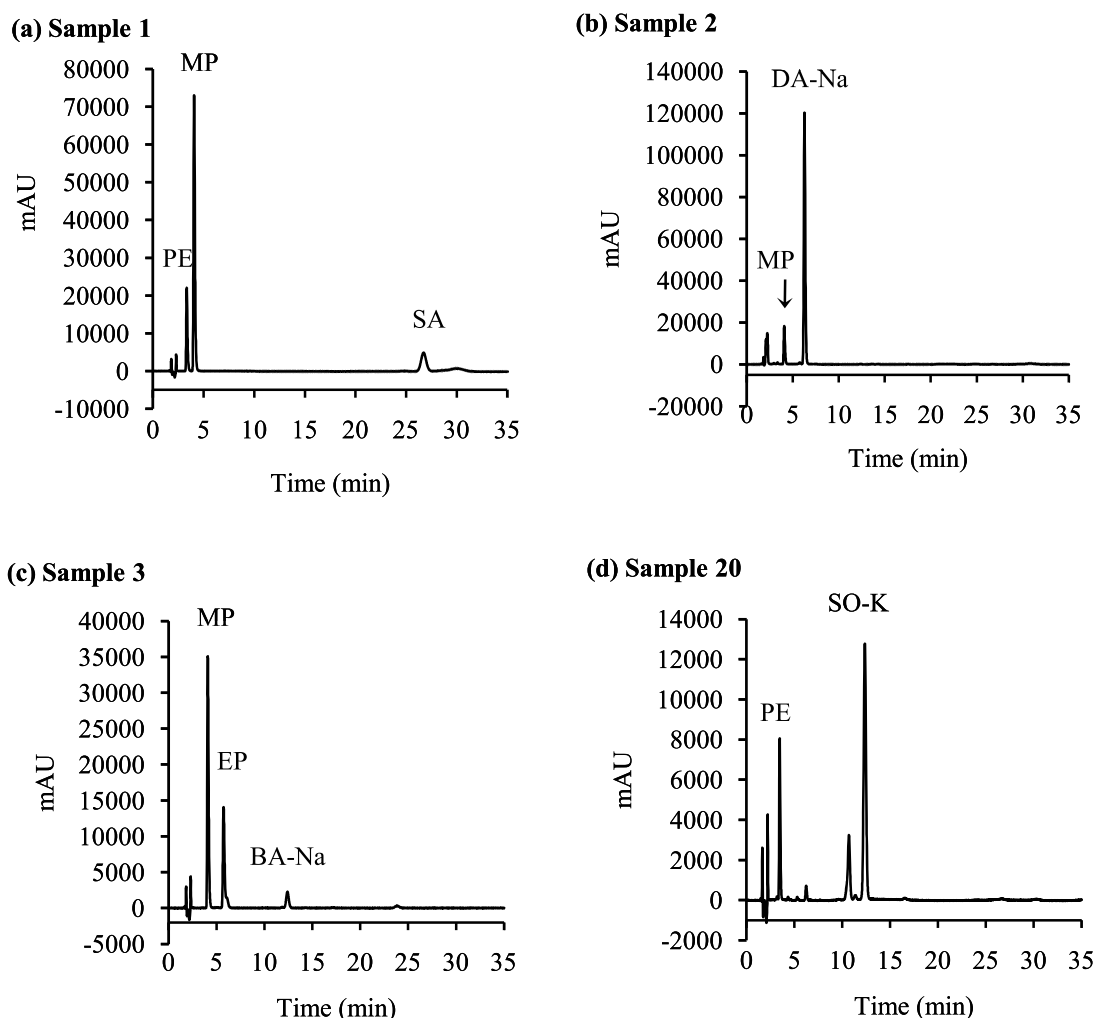 (a) Sample 1
MP
80000
70000
60000
50000
40000
30000
20000
10000
0
-10000
mAU
PE
SA
0 5 10 15 20 25 30 35
Time (min)
(b) Sample 2
DA-Na
140000
120000
100000
80000
60000
40000
20000
0
-20000
mAU
MP
0 5 10 15 20 25 30 35
Time (min)
(c) Sample 3
MP
40000
35000
30000
25000
20000
15000
10000
5000
0
-5000
mAU
EP
BA-Na
0 5 10 15 20 25 30 35
Time (min)
(d) Sample 20
SO-K
14000
12000
10000
8000
6000
4000
2000
0
-2000
mAU
PE
0 5 10 15 20 25 30 35
Time (min)